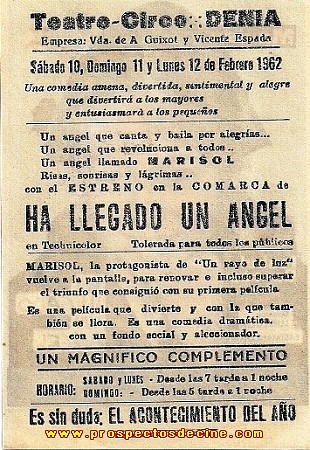 Teatro-Circo :: DENIA
Empresa: Vda. de A Guixot y Vicente Espada
Sábado 10, Domingo 11 y Lunes 12 de Febrero 1962
Una comedia amena, divertida, sentimental y alegre
que divertirá a los mayores
y entusiasmará a los pequeños
Un angel que canta y baila por alegrias...
Un angel que revoluciona a todos..
Un angel llamado MARISOL
Risas, sonrisas y lágrimas..
con el ESTRENO en la COMARCA de
HA LLEGADO UN ANGEL
en Technicolor Tolerada para todos los públicos
MARISOL, la protagonista de "Un rayo de luz"
vuelve a la pantalla, para renovar e incluso superar
el triunfo que consiguió con su primera película
Es una película que divierte y con la que tam-
bién se llora. Es una comedia dramática,
con un fondo social y aleccionador.
UN MAGNIFICO COMPLEMENTO
HORARIO: SABADO y LUNES - Desde las 7 tarde a 1 noche
DOMINGO: - Desde las 5 tarde a 1 noche
Es sin duda: EL ACONTECIMIENTO DEL AÑO
www.prospectosdecine.com